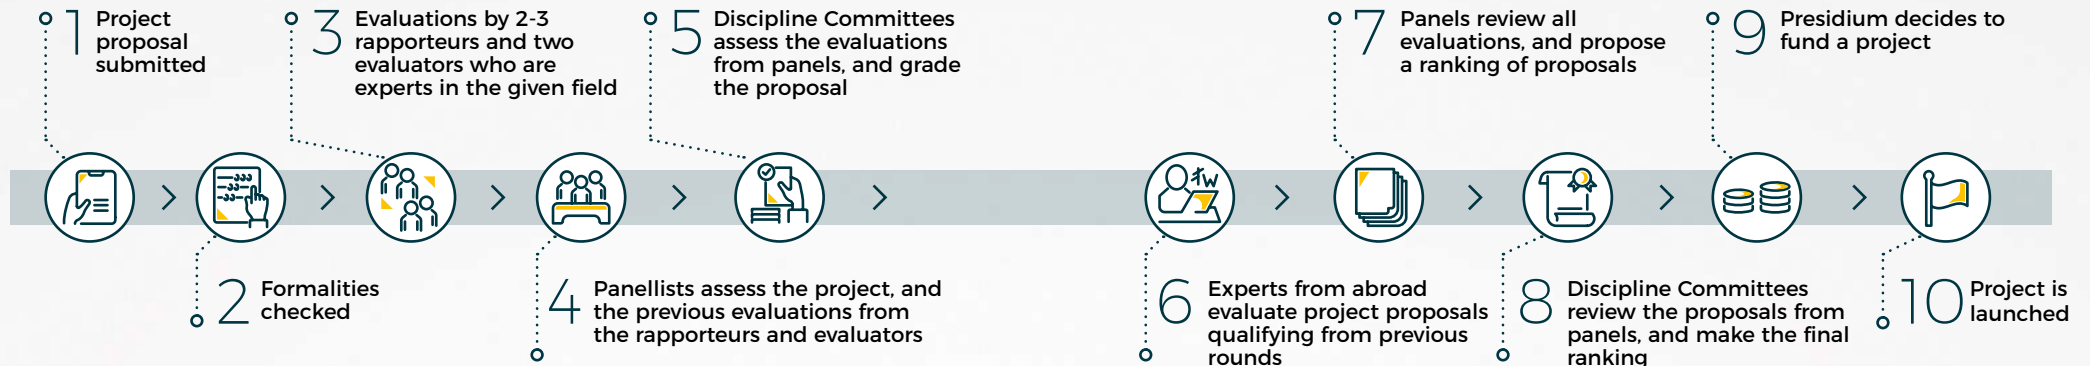 1 Project
proposal
submitted
2 Formalities
checked
3 Evaluations by 2-3
rapporteurs and two
evaluators who are
experts in the given field
4 Panellists assess the project, and
the previous evaluations from
the rapporteurs and evaluators
5 Discipline Committees
assess the evaluations
from panels, and grade
the proposal
6 Experts from abroad
evaluate project proposals
qualifying from previous
rounds
7 Panels review all
evaluations, and propose
a ranking of proposals
8 Discipline Committees
review the proposals from
panels, and make the final
ranking
9 Presidium decides to
fund a project
10 Project is
launched